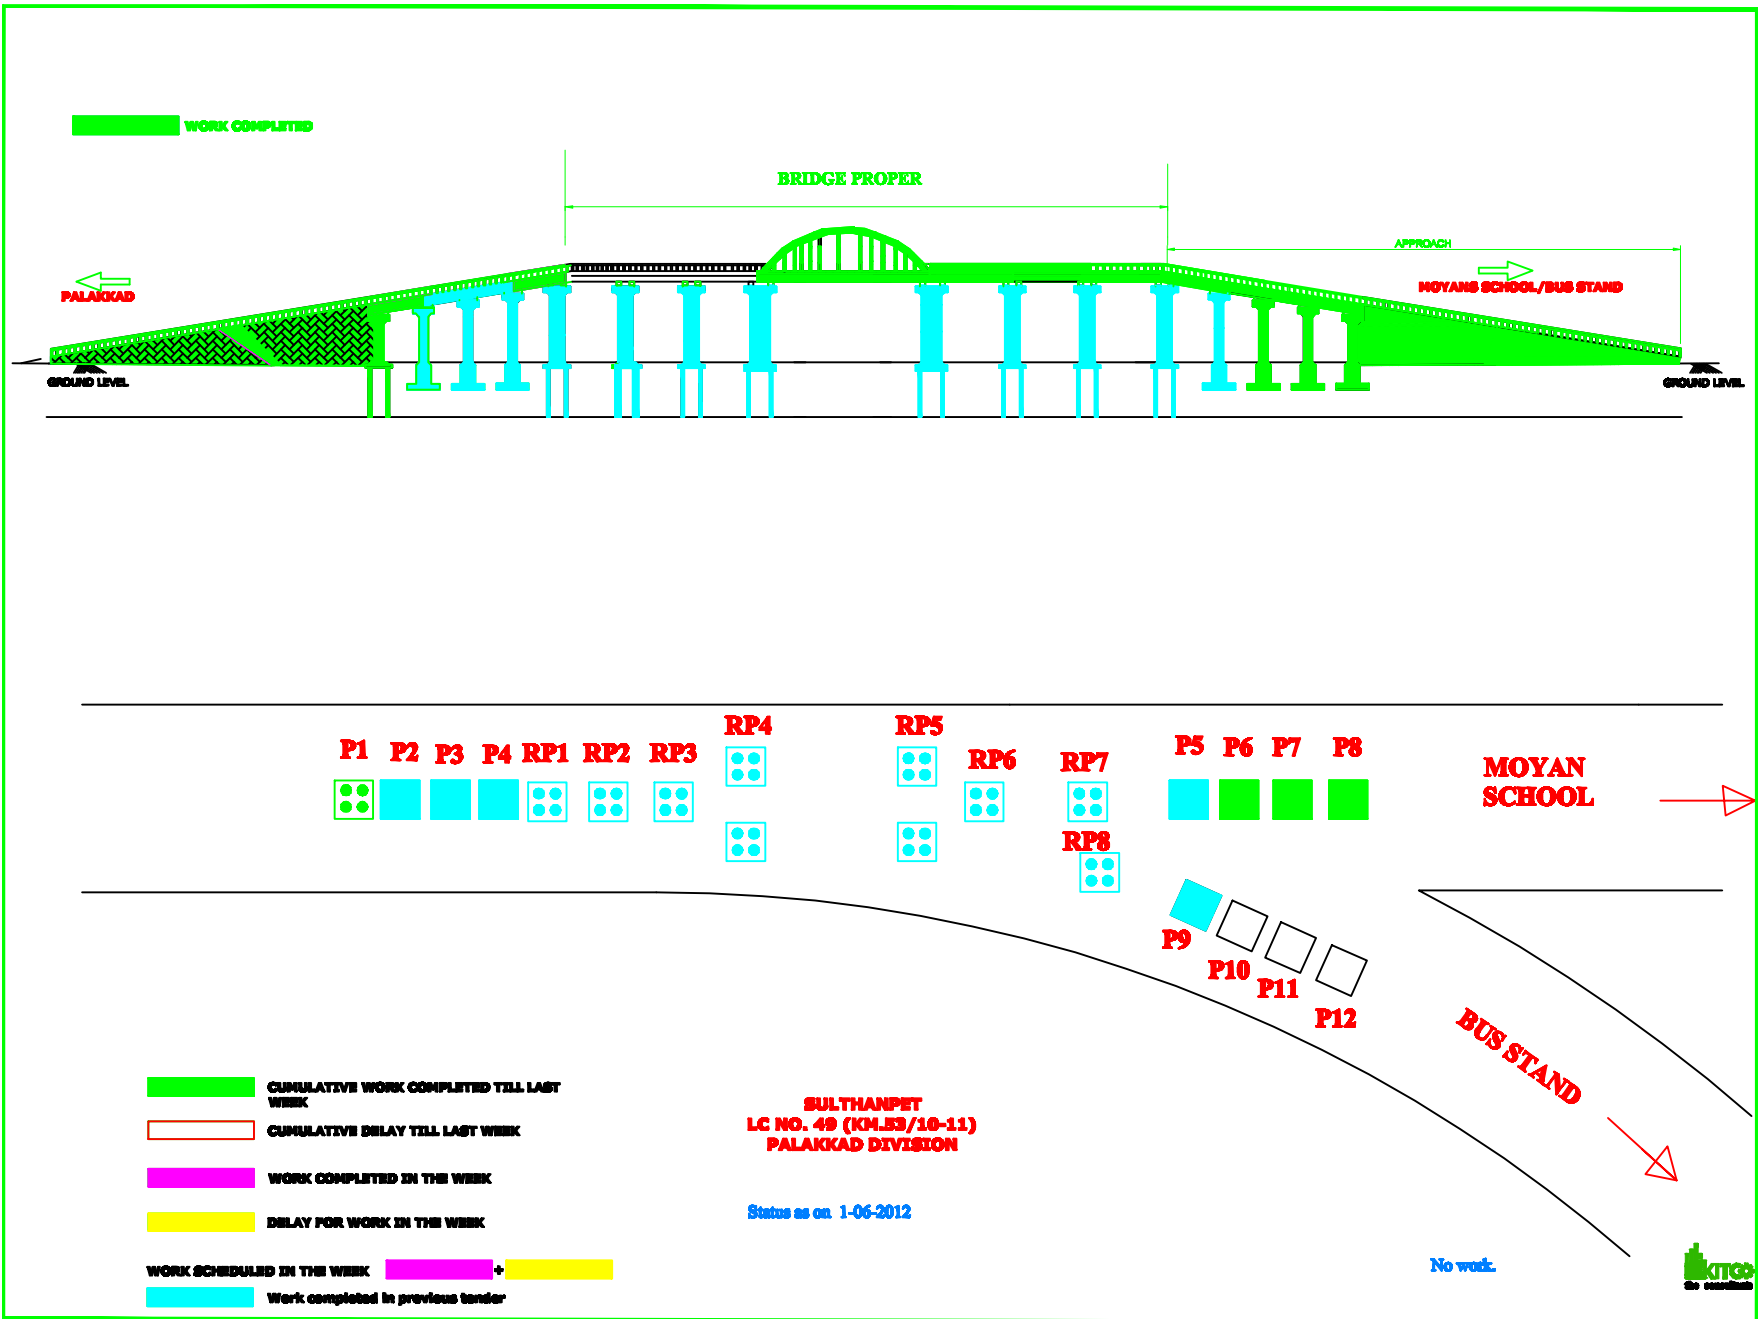 WORK COMPLETED
BRIDGE PROPER
APPROACH
PALAKKAD
MOYANS SCHOOL/BUS STAND
GROUND LEVEL
GROUND LEVEL
P1
P2
P3
P4
RP1
RP2
RP3
RP4
RP5
RP6
RP7
P5
P6
P7
P8
MOYAN
SCHOOL
RP8
P9
P10
P11
P12
BUS STAND
CUMULATIVE WORK COMPLETED TILL LAST
WEEK
CUMULATIVE DELAY TILL LAST WEEK
WORK COMPLETED IN THE WEEK
DELAY FOR WORK IN THE WEEK
WORK SCHEDULED IN THE WEEK +
Work completed in previous tender
SULTHANPET
LC NO. 49 (KM.53/10-11)
PALAKKAD DIVISION
Status as on 1-06-2012
No work.
KITCO
the consultants